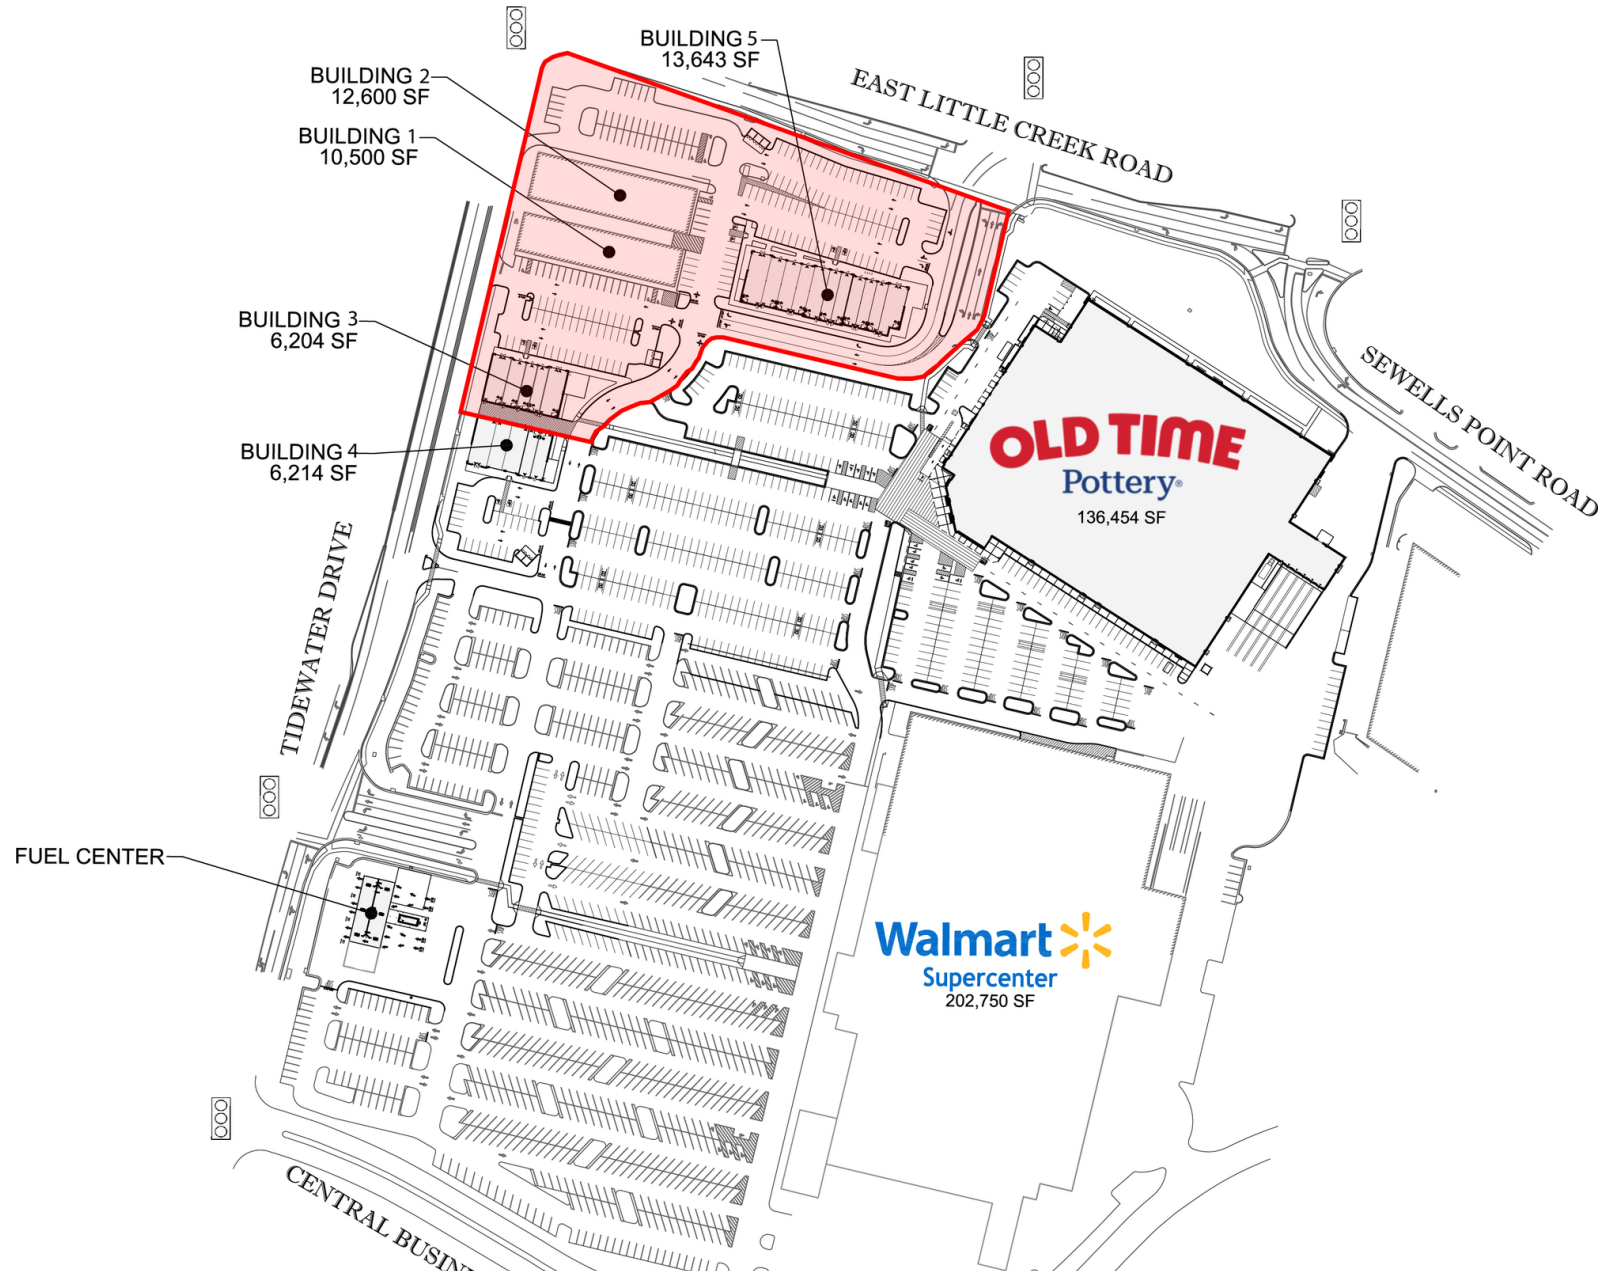 BUILDING 5
13,643 SF
BUILDING 2
12,600 SF
BUILDING 1
10,500 SF
EAST LITTLE CREEK ROAD
BUILDING 3
6,204 SF
BUILDING 4
6,214 SF
SEWELLS POINT ROAD
OLD TIME
Pottery®
136,454 SF
TIDEWATER DRIVE
FUEL CENTER
Walmart
Supercenter
202,750 SF
CENTRAL BUSIN